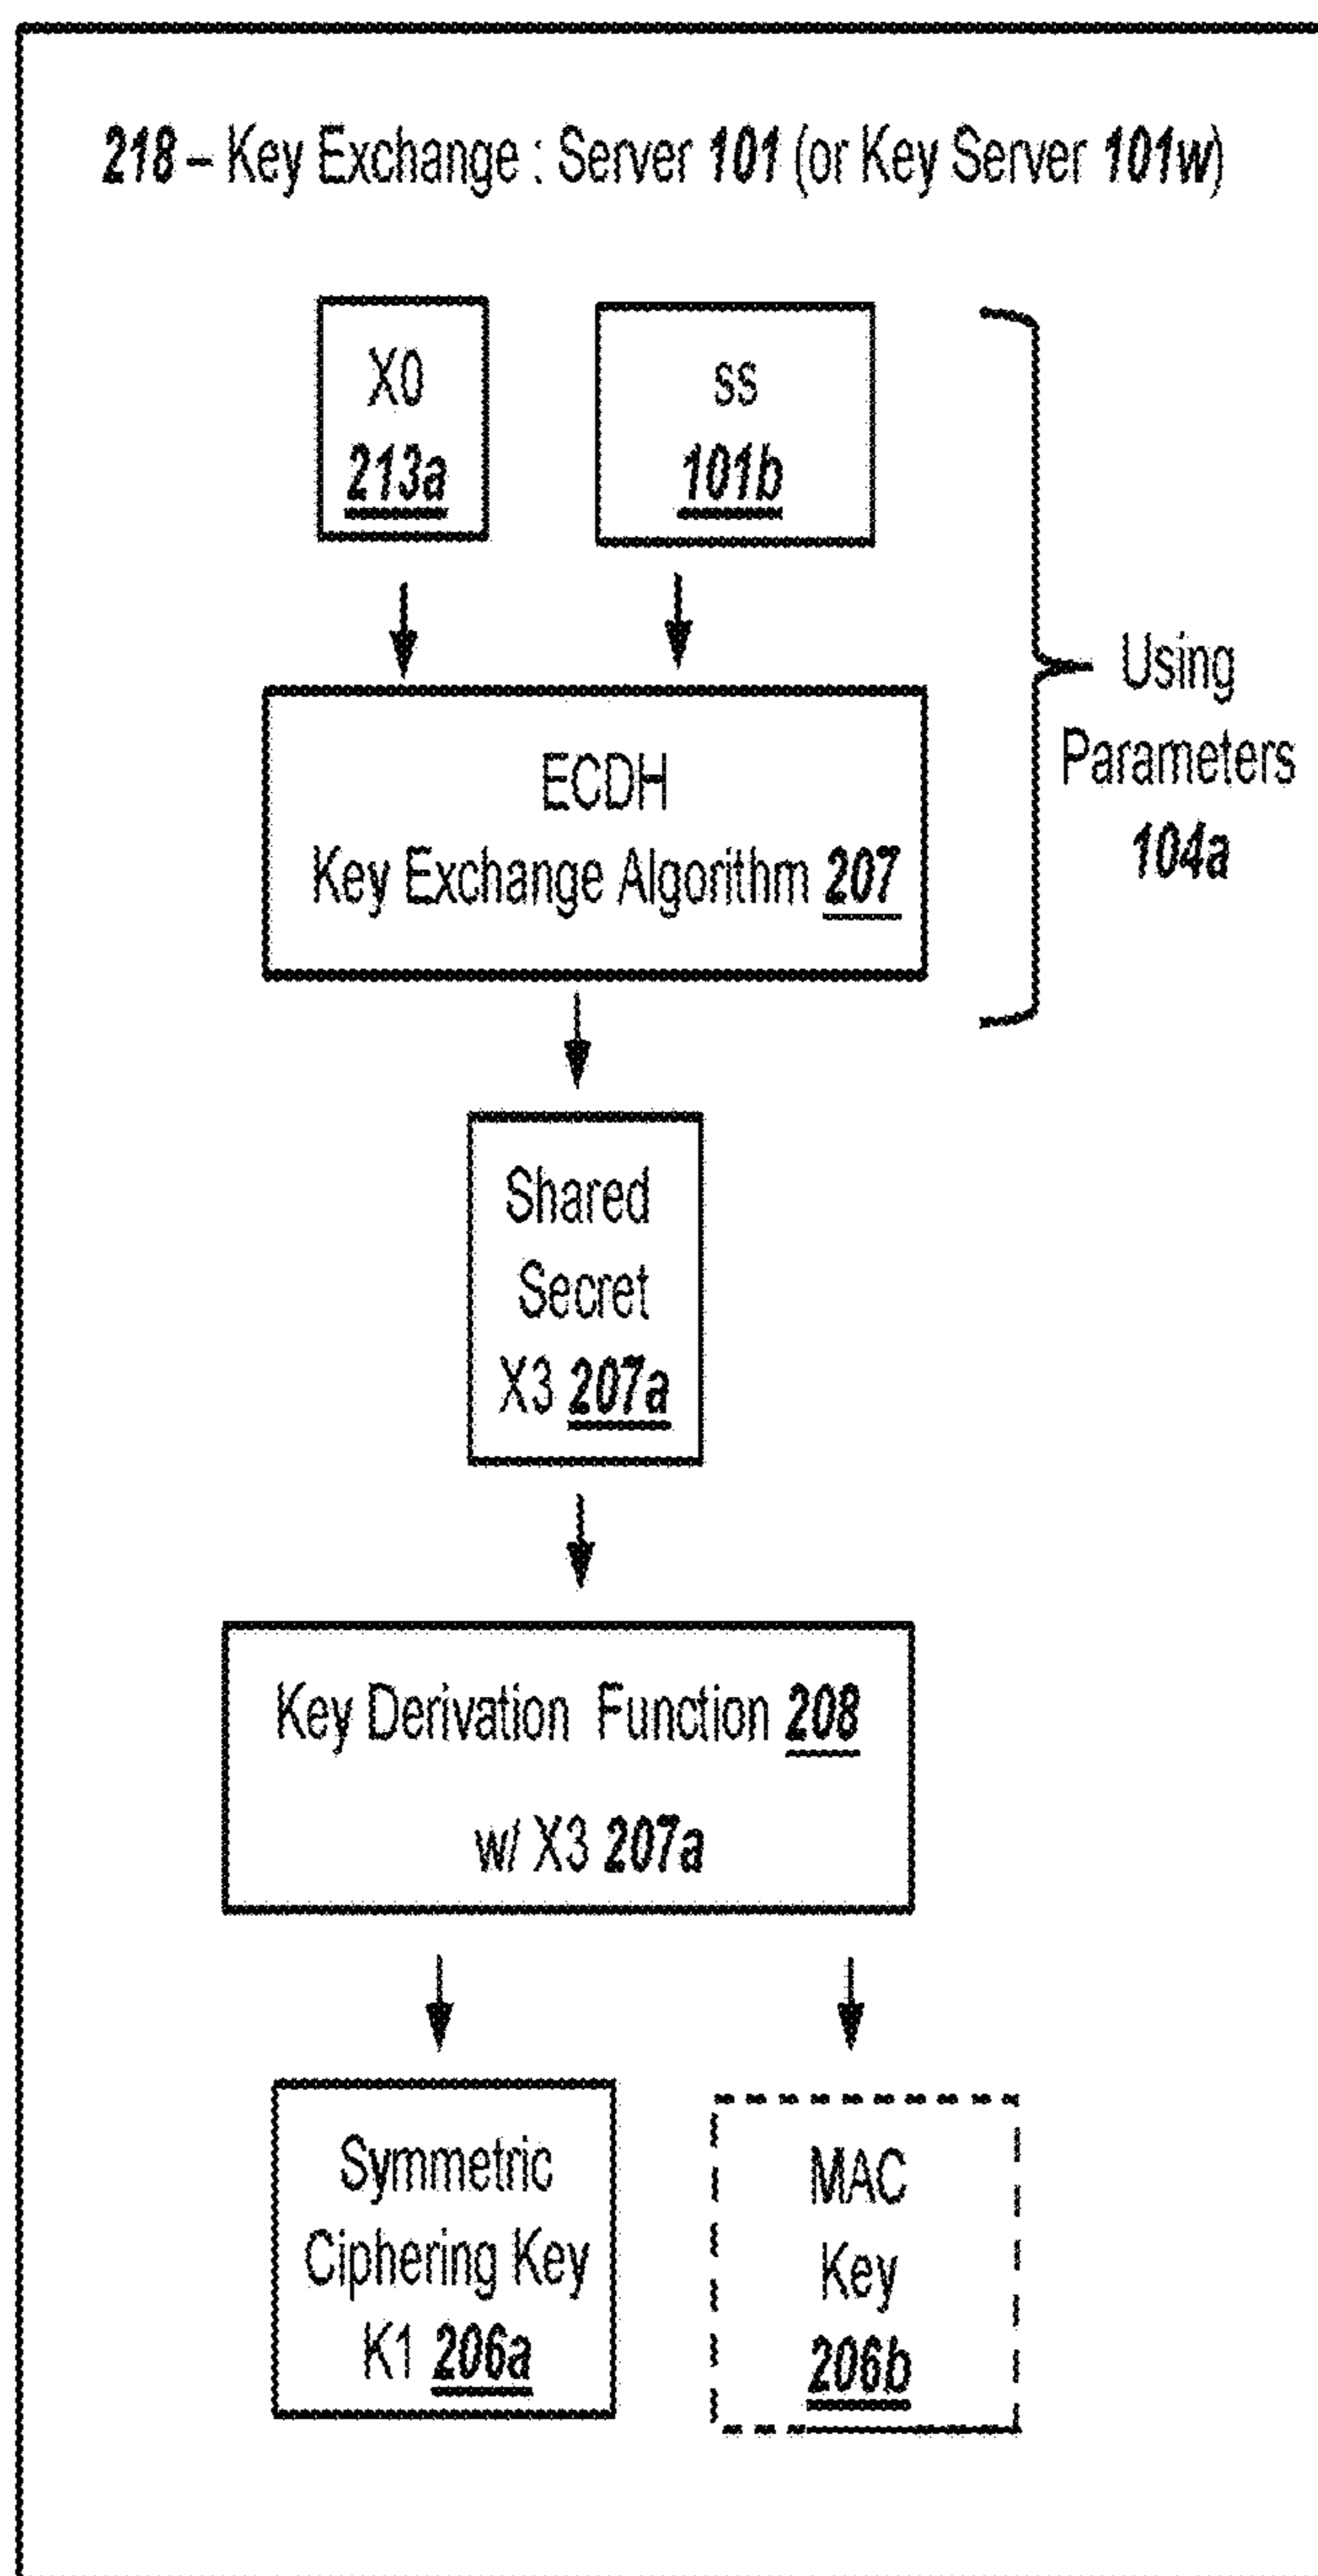 218 – Key Exchange : Server 101 (or Key Server 101w)
X0
213a
ss
101b
ECDH
Key Exchange Algorithm 207
Using
Parameters
104a
Shared
Secret
X3 207a
Key Derivation Function 208
w/ X3 207a
Symmetric
Ciphering Key
K1 206a
MAC
Key
206b